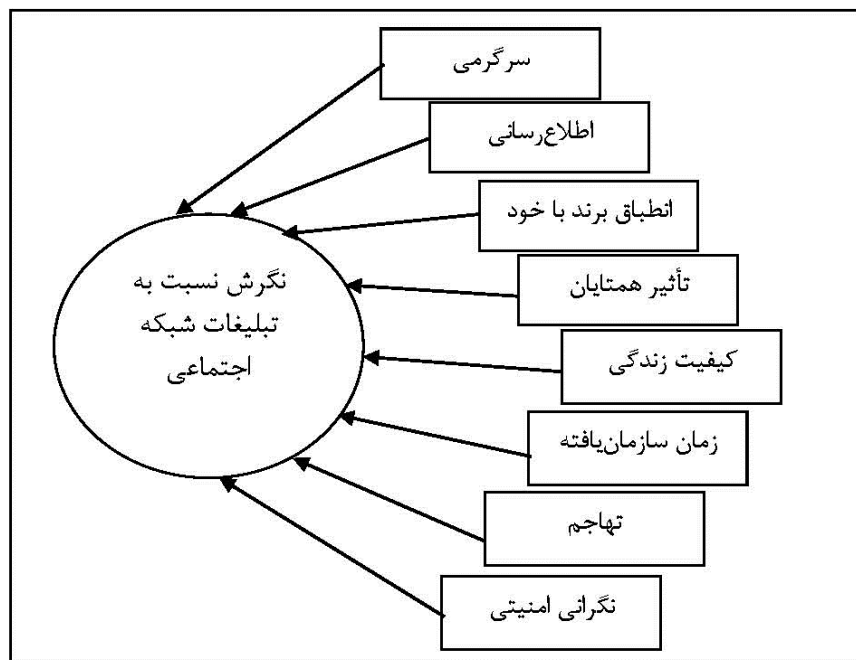 سرگرمی
اطلاع‌رسانی
انطباق برند با خود
تأثیر همتایان
کیفیت زندگی
زمان سازمان‌یافته
تهاجم
نگرانی امنیتی
نگرش نسبت به
تبلیغات شبکه
اجتماعی